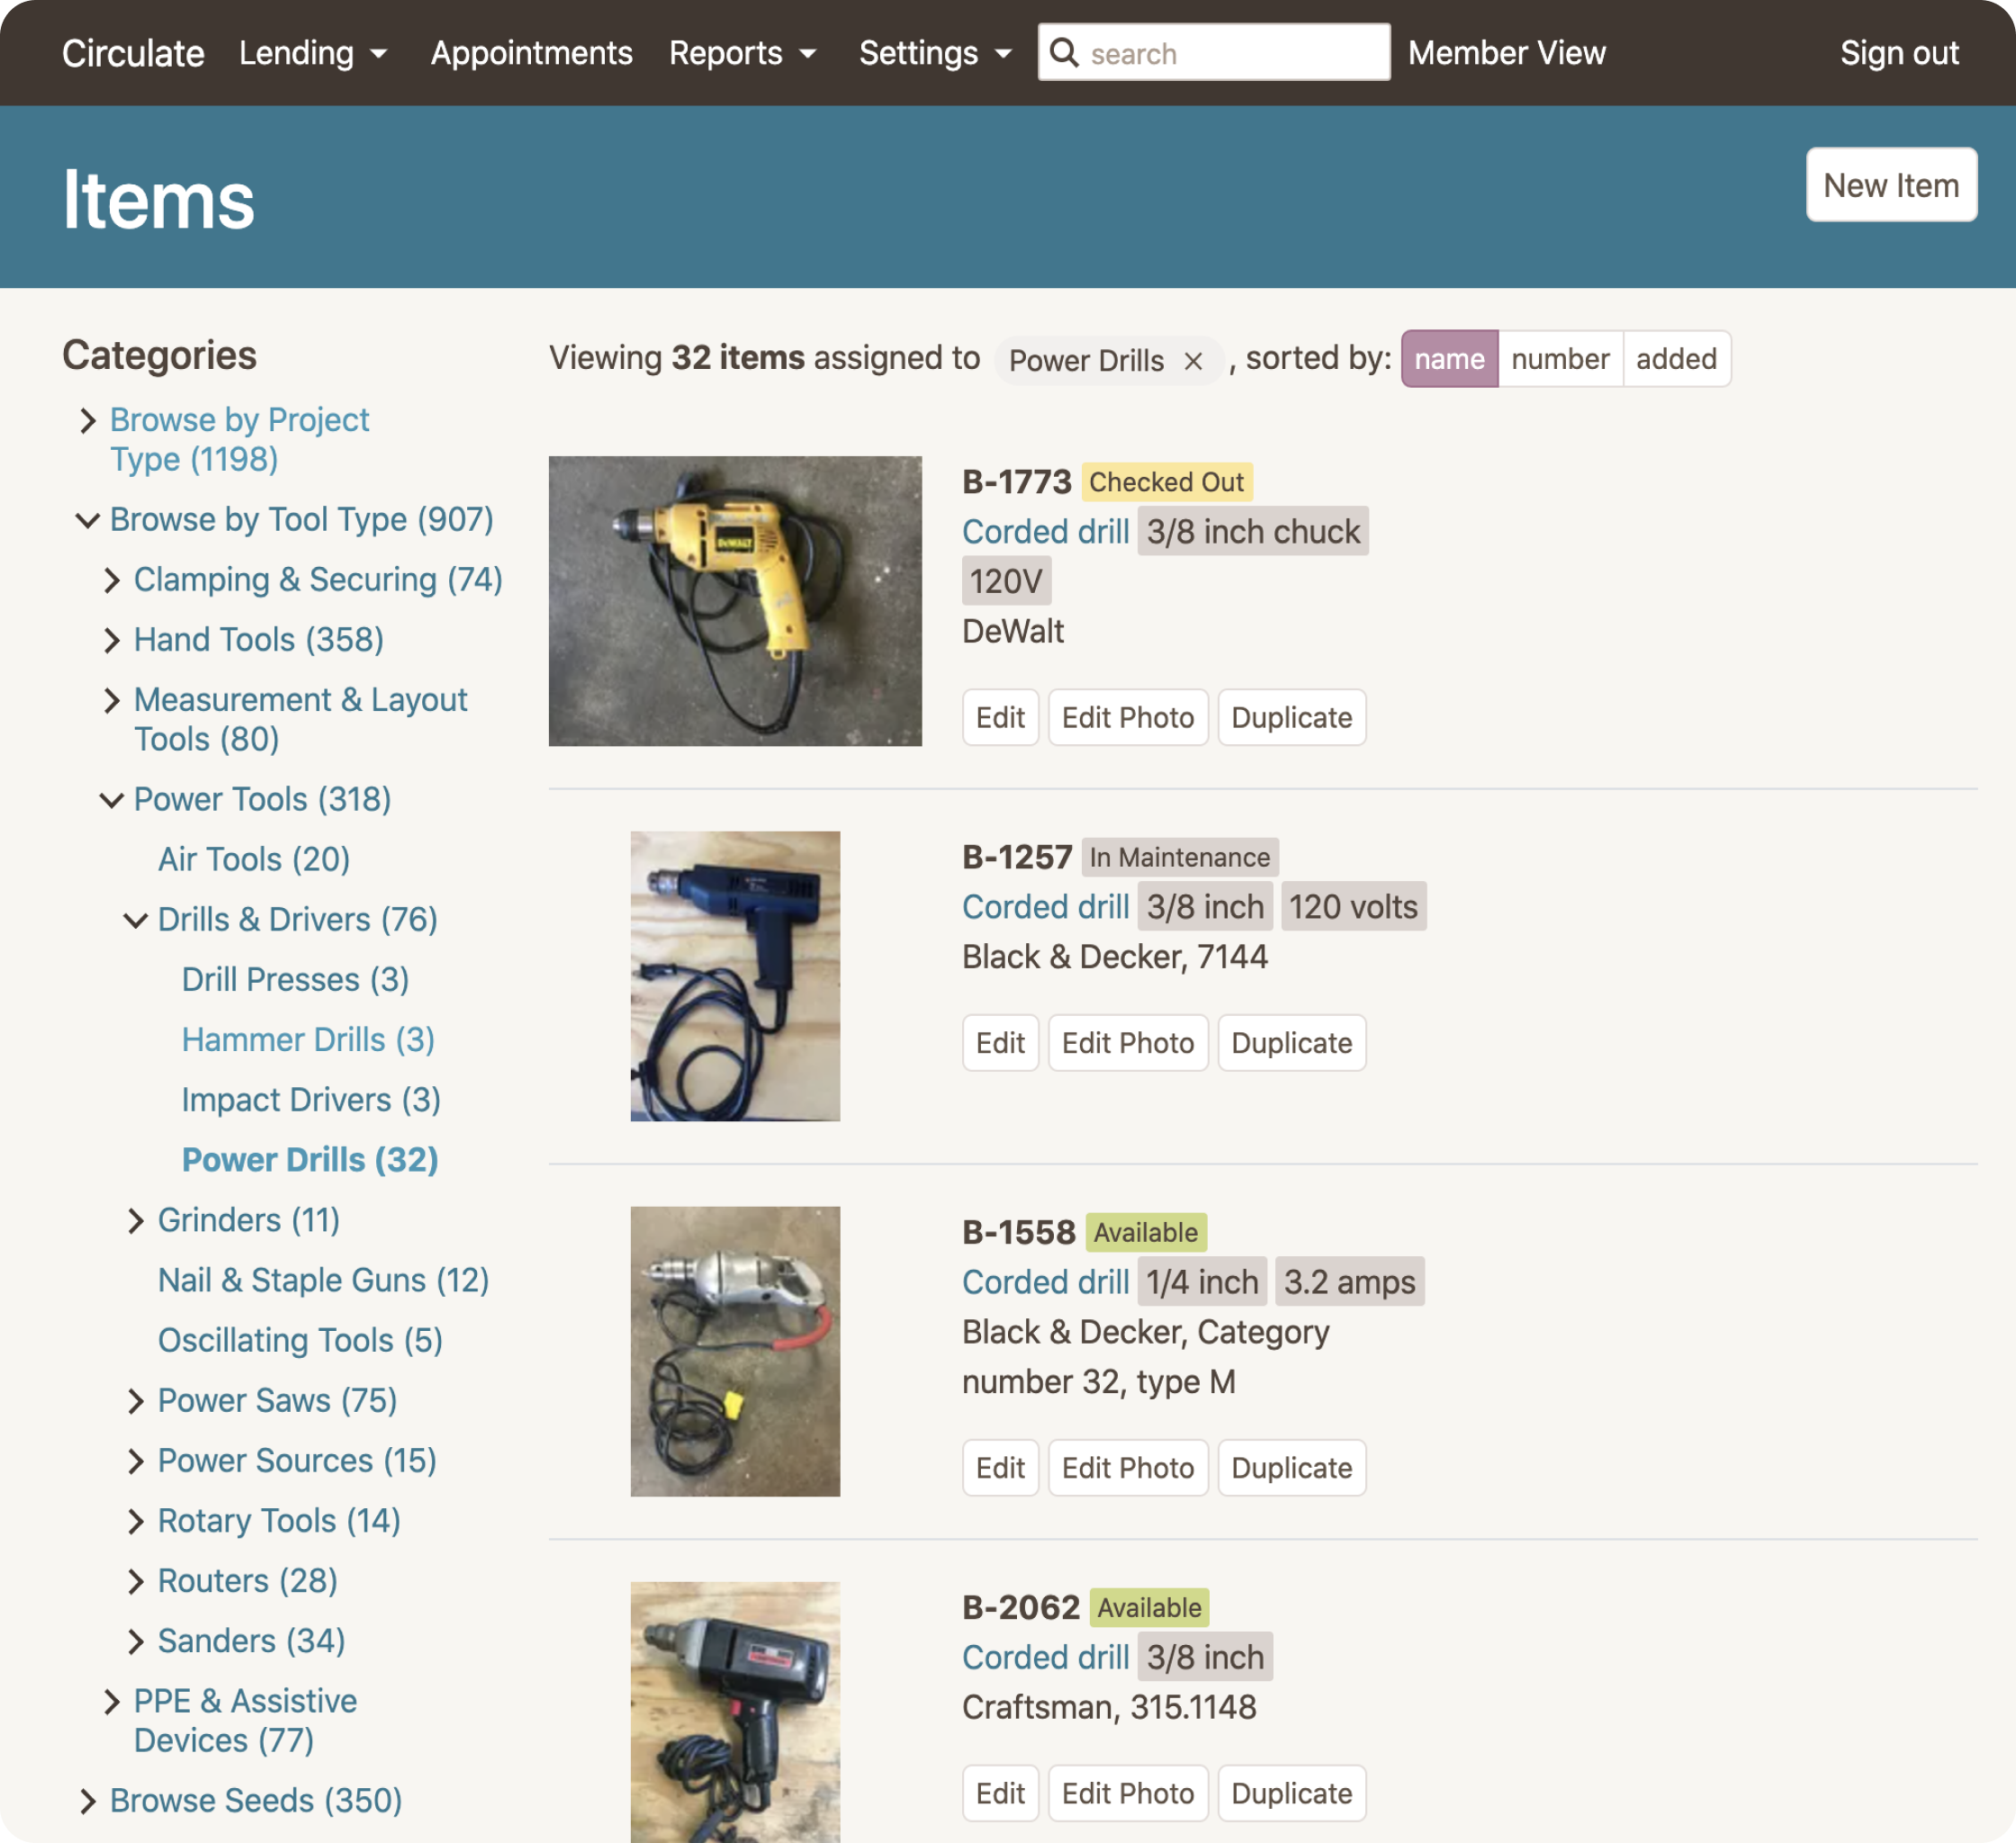 Circulate Lending Appointments Reports Settings search Member View Sign out
Items
New Item
Categories
Browse by Project
Type (1198)
Browse by Tool Type (907)
Clamping & Securing (74)
Hand Tools (358)
Measurement & Layout
Tools (80)
Power Tools (318)
Air Tools (20)
Drills & Drivers (76)
Drill Presses (3)
Hammer Drills (3)
Impact Drivers (3)
Power Drills (32)
Grinders (11)
Nail & Staple Guns (12)
Oscillating Tools (5)
Power Saws (75)
Power Sources (15)
Rotary Tools (14)
Routers (28)
Sanders (34)
PPE & Assistive
Devices (77)
Browse Seeds (350)
Viewing 32 items assigned to Power Drills × , sorted by: name number added
DEWALT
B-1773 Checked Out
Corded drill 3/8 inch chuck
120V
DeWalt
Edit Edit Photo Duplicate
B-1257 In Maintenance
Corded drill 3/8 inch 120 volts
Black & Decker, 7144
Edit Edit Photo Duplicate
B-1558 Available
Corded drill 1/4 inch 3.2 amps
Black & Decker, Category
number 32, type M
Edit Edit Photo Duplicate
B-2062 Available
Corded drill 3/8 inch
Craftsman, 315.1148
Edit Edit Photo Duplicate